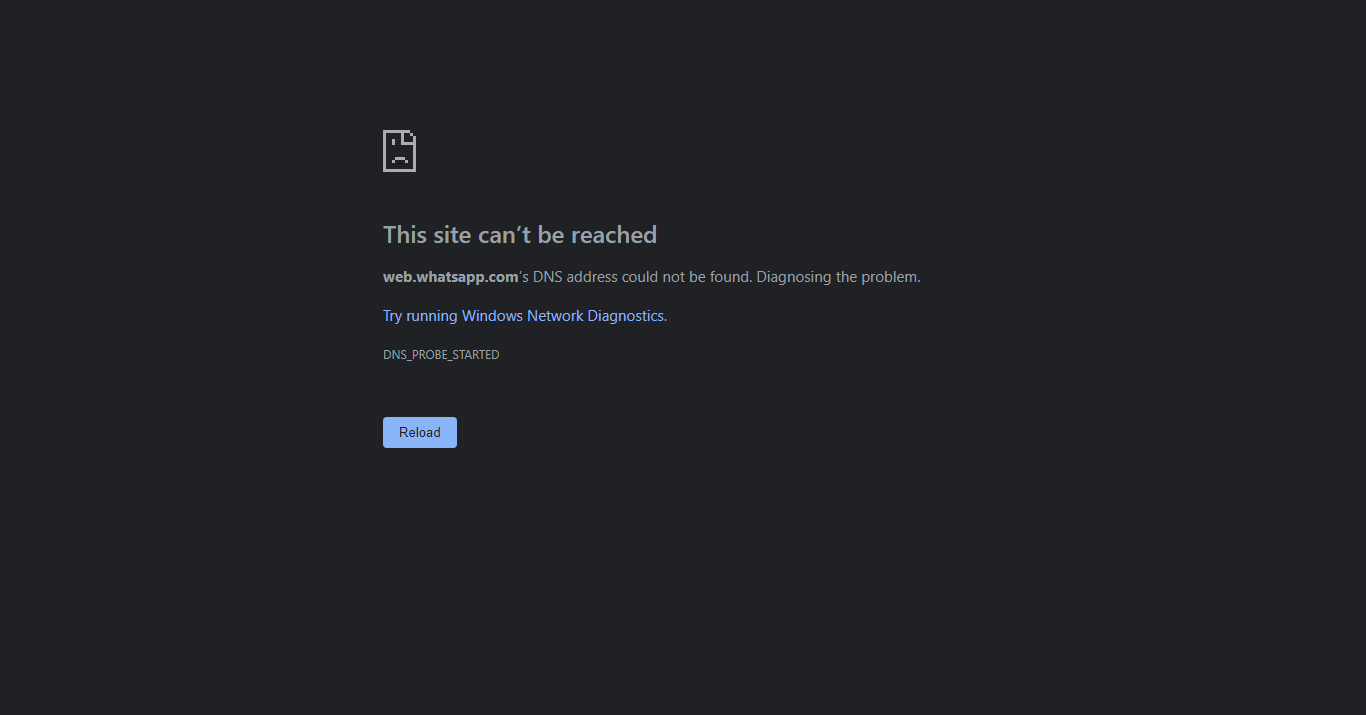 This site can’t be reached
web.whatsapp.com’s DNS address could not be found. Diagnosing the problem.
Try running Windows Network Diagnostics.
DNS_PROBE_STARTED
Reload